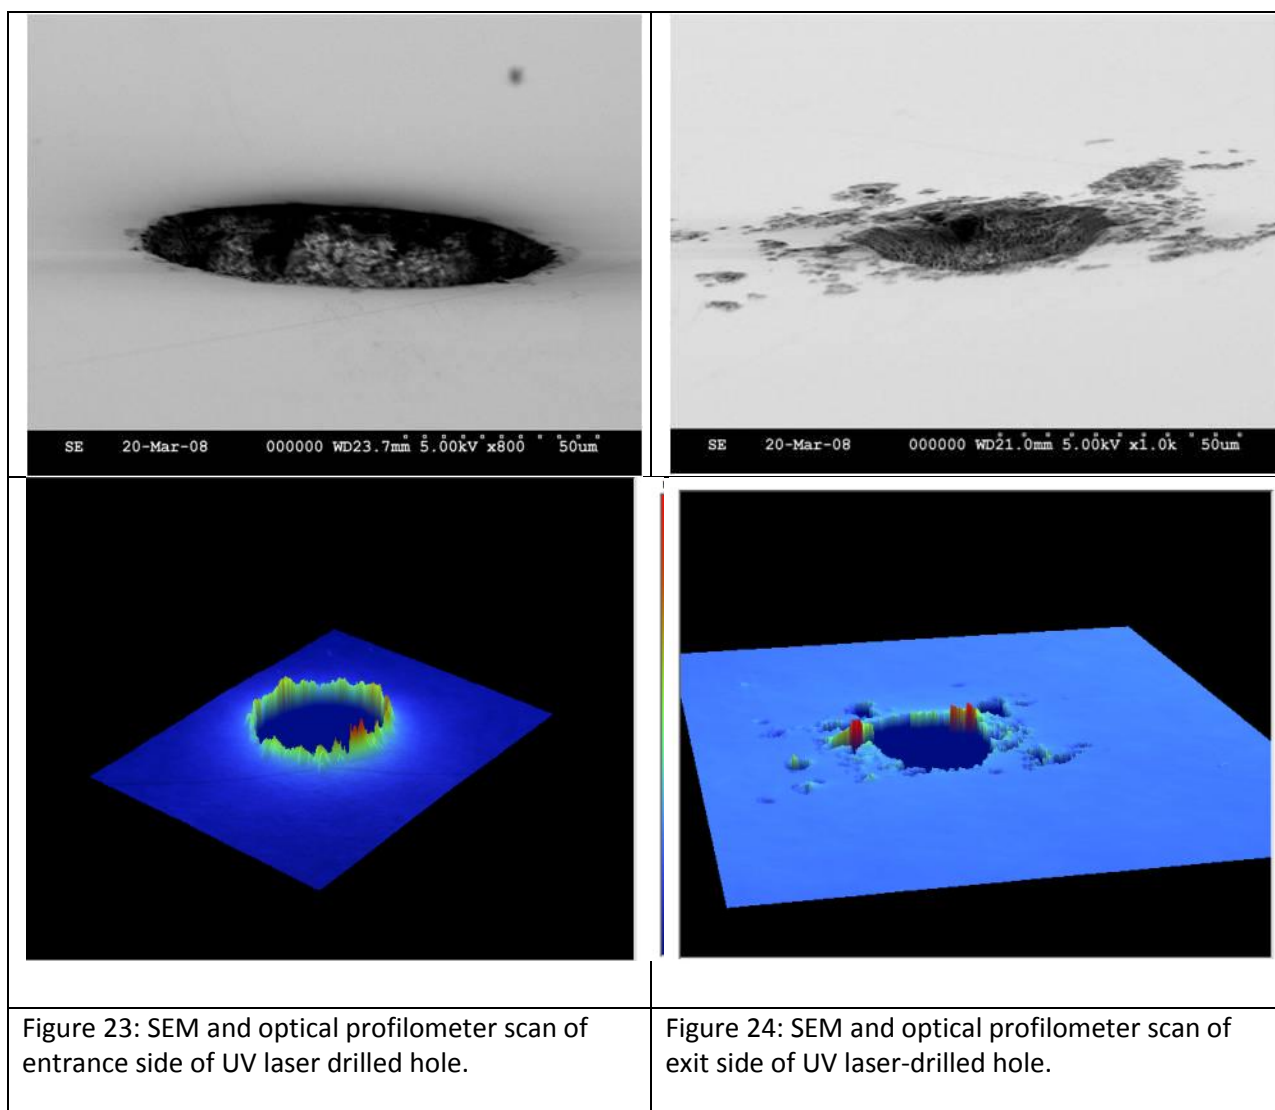 SE 20-Mar-08 000000 WD23.7mm 5.00kV x800 50um
SE 20-Mar-08 000000 WD21.0mm 5.00kV x1.0k 50um
Figure 23: SEM and optical profilometer scan of
entrance side of UV laser drilled hole.
Figure 24: SEM and optical profilometer scan of
exit side of UV laser-drilled hole.